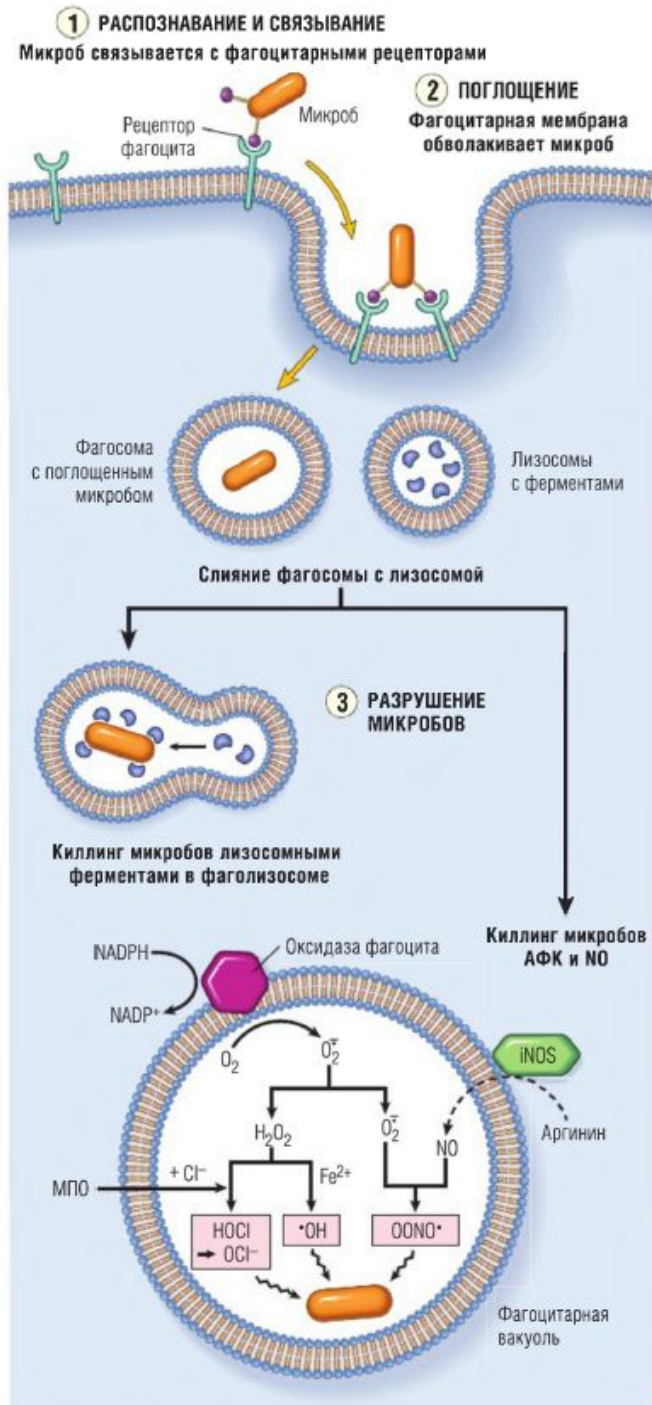 1 РАСПОЗНАВАНИЕ И СВЯЗЫВАНИЕ
Микроб связывается с фагоцитарными рецепторами
2 ПОГЛОЩЕНИЕ
Фагоцитарная мембрана
обволакивает микроб
Микроб
Рецептор
фагоцита
Фагосома
с поглощенным
микробом
Лизосомы
с ферментами
Слияние фагосомы с лизосомой
3 РАЗРУШЕНИЕ
МИКРОБОВ
Киллинг микробов лизосомными
ферментами в фаголизосоме
Киллинг микробов
АФК и NO
NADPH
Оксидаза фагоцита
NADP⁺
O₂
O₂⁻•
iNOS
Аргинин
H₂O₂
O₂⁻•
NO
МПО
+ Cl⁻
Fe²⁺
HOCl
➞ OCl⁻
•OH
OONO•
Фагоцитарная
вакуоль